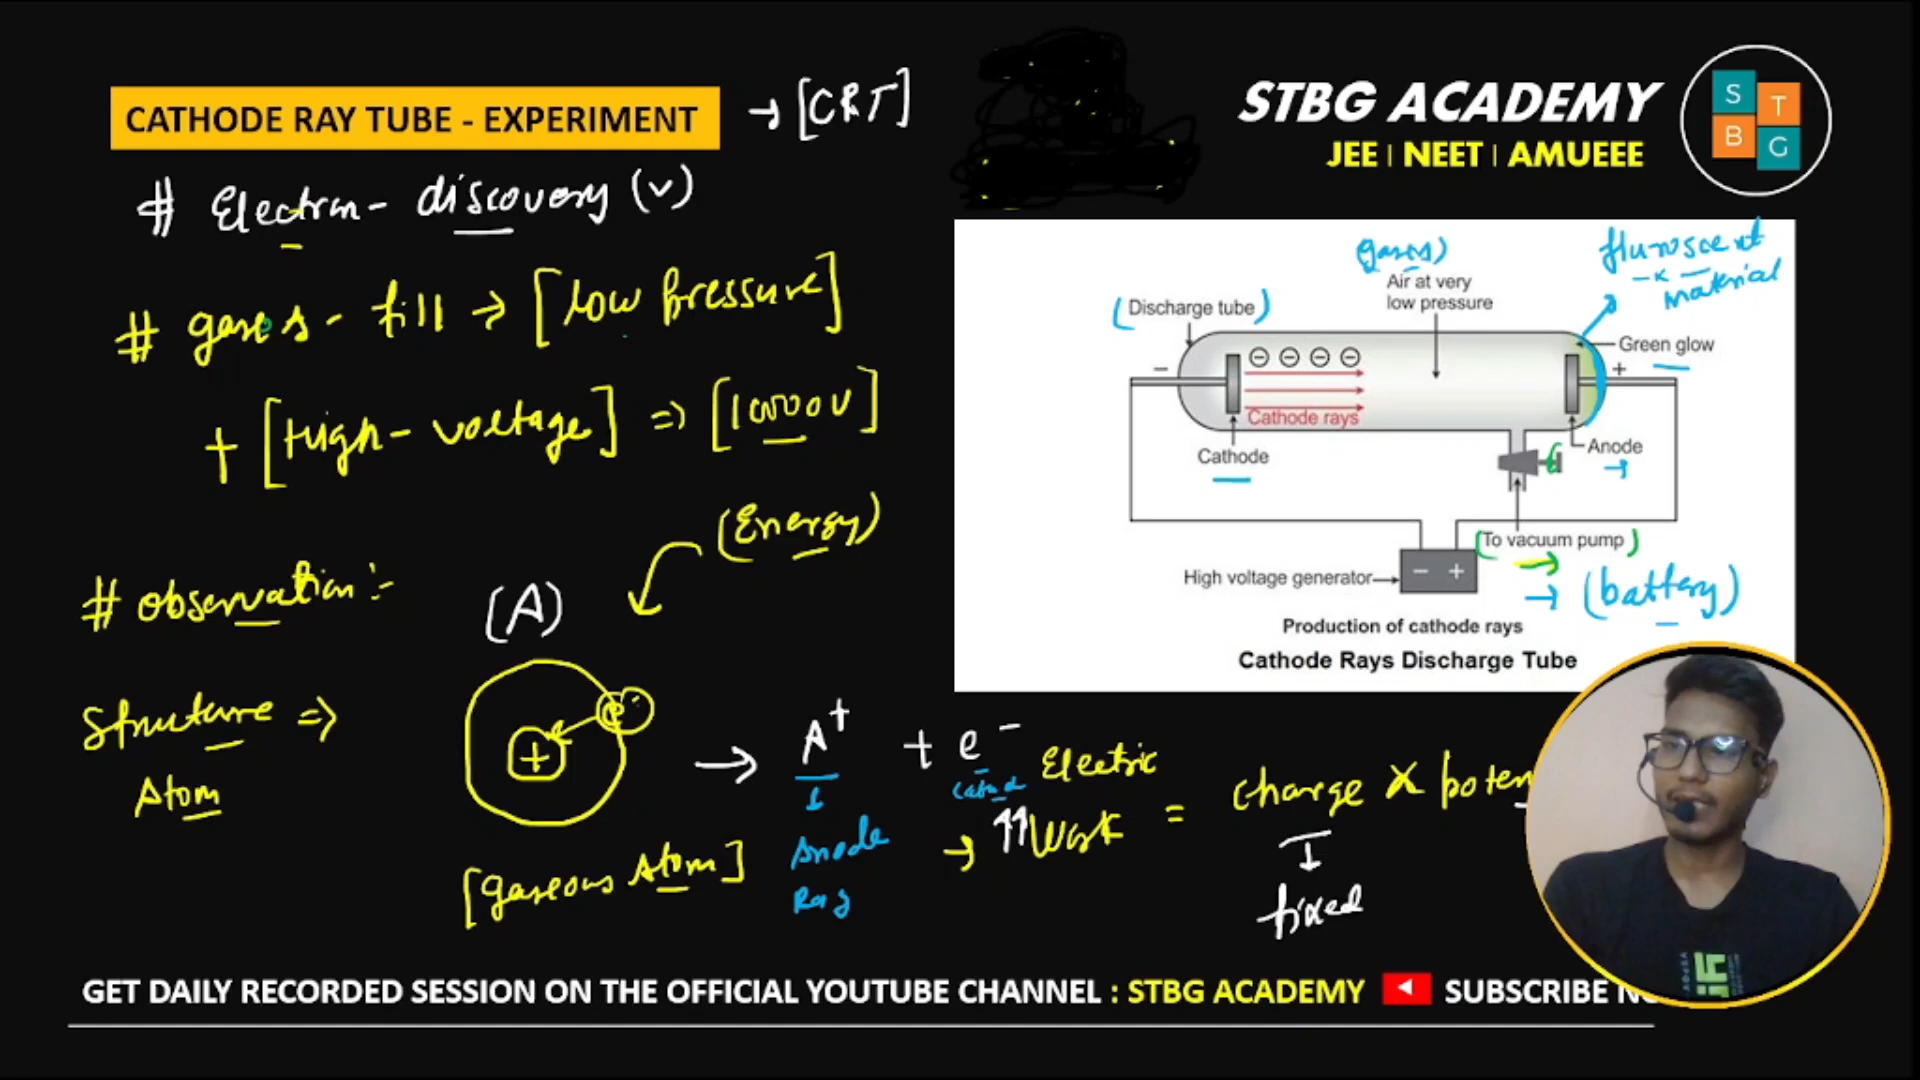 CATHODE RAY TUBE - EXPERIMENT → [CRT]
STBG ACADEMY
JEE | NEET | AMUEEE
S T
B G
# Electron - discovery (v)
# gases - fill → [low pressure]
+ [High - voltage] ⇒ [10000V]
(Energy)
# Observation :-
(A)
Structure ⇒
Atom
e-
+
→ A+ + e-
[gaseous Atom]
Anode
Ray
Electric
→ ↑↑ Work = charge X poten
fixed
(gases)
fluroscent
material
Air at very
low pressure
(Discharge tube)
Green glow
− +
Cathode rays
Cathode
Anode
(To vacuum pump)
High voltage generator
− +
→ (battery)
Production of cathode rays
Cathode Rays Discharge Tube
GET DAILY RECORDED SESSION ON THE OFFICIAL YOUTUBE CHANNEL : STBG ACADEMY SUBSCRIBE